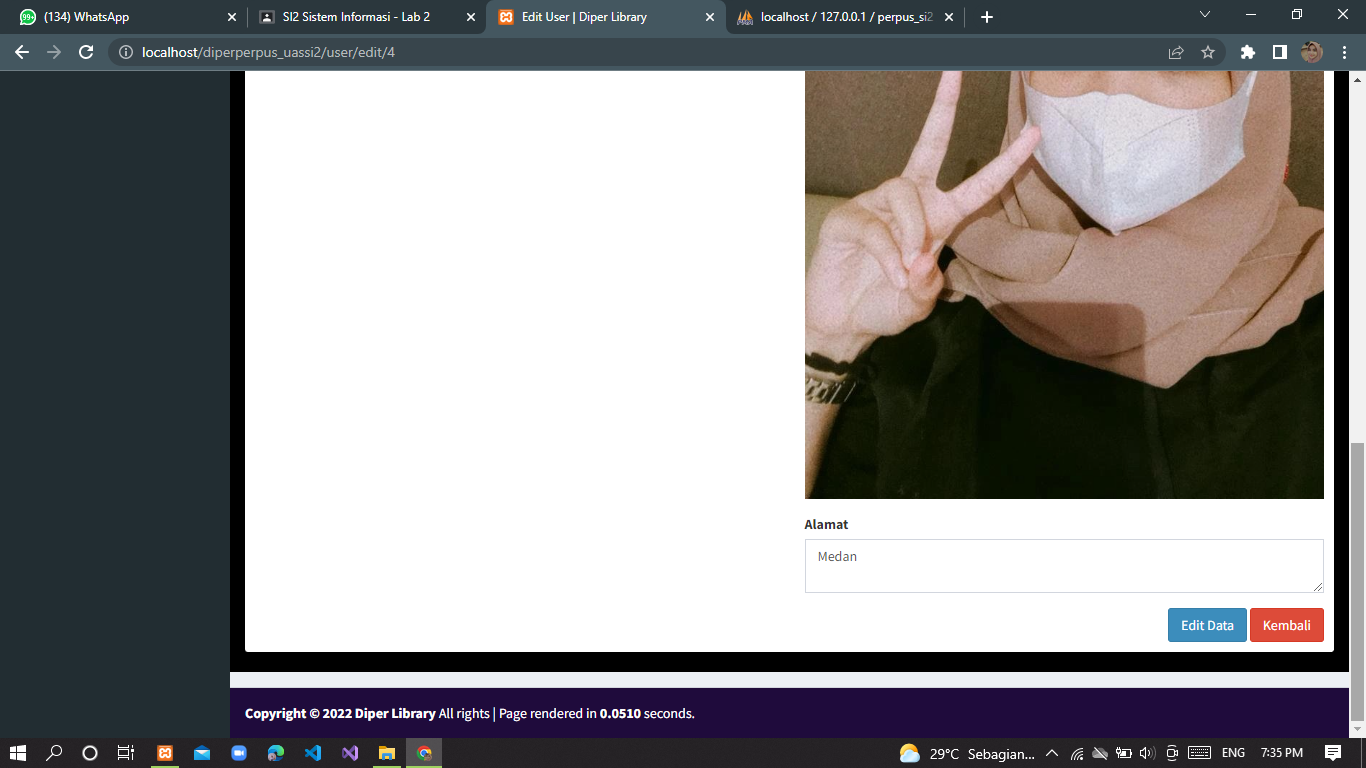 99+ (134) WhatsApp
SI2 Sistem Informasi - Lab 2
Edit User | Diper Library
localhost / 127.0.0.1 / perpus_si2
localhost/diperperpus_uassi2/user/edit/4
Alamat
Medan
Edit Data Kembali
Copyright © 2022 Diper Library All rights | Page rendered in 0.0510 seconds.
29°C Sebagian... ENG 7:35 PM